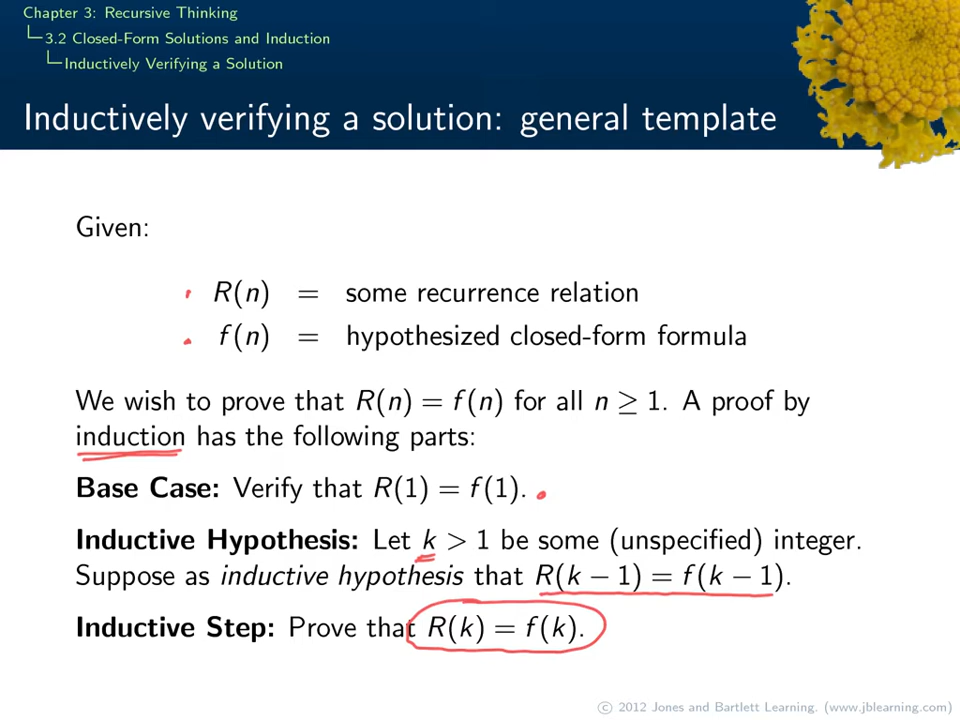 Chapter 3: Recursive Thinking
3.2 Closed-Form Solutions and Induction
Inductively Verifying a Solution
Inductively verifying a solution: general template
Given:
R(n) = some recurrence relation
f(n) = hypothesized closed-form formula
We wish to prove that R(n) = f(n) for all n ≥ 1. A proof by
induction has the following parts:
Base Case: Verify that R(1) = f(1).
Inductive Hypothesis: Let k > 1 be some (unspecified) integer.
Suppose as inductive hypothesis that R(k − 1) = f(k − 1).
Inductive Step: Prove that R(k) = f(k).
© 2012 Jones and Bartlett Learning. (www.jblearning.com)